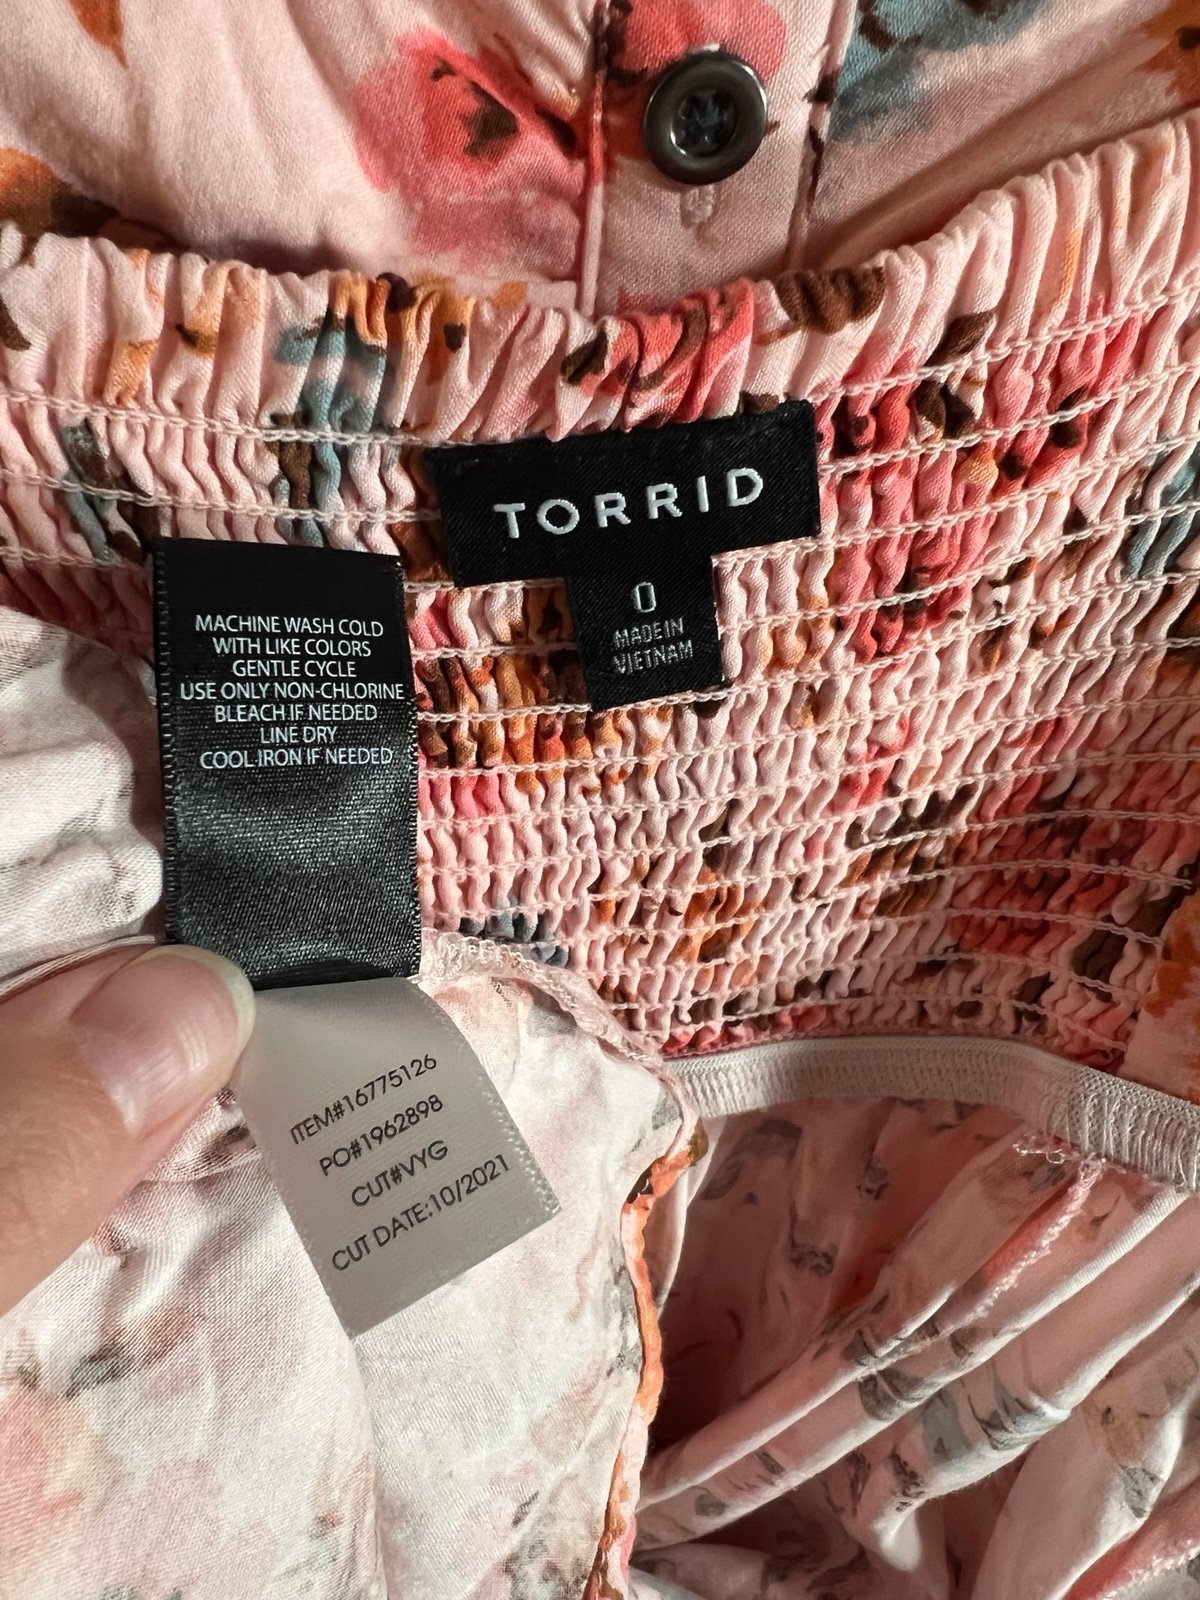 TORRID
0
MADE IN
VIETNAM
MACHINE WASH COLD
WITH LIKE COLORS
GENTLE CYCLE
USE ONLY NON-CHLORINE
BLEACH IF NEEDED
LINE DRY
COOL IRON IF NEEDED
ITEM#16775126
PO#1962898
CUT#VYG
CUT DATE:10/2021